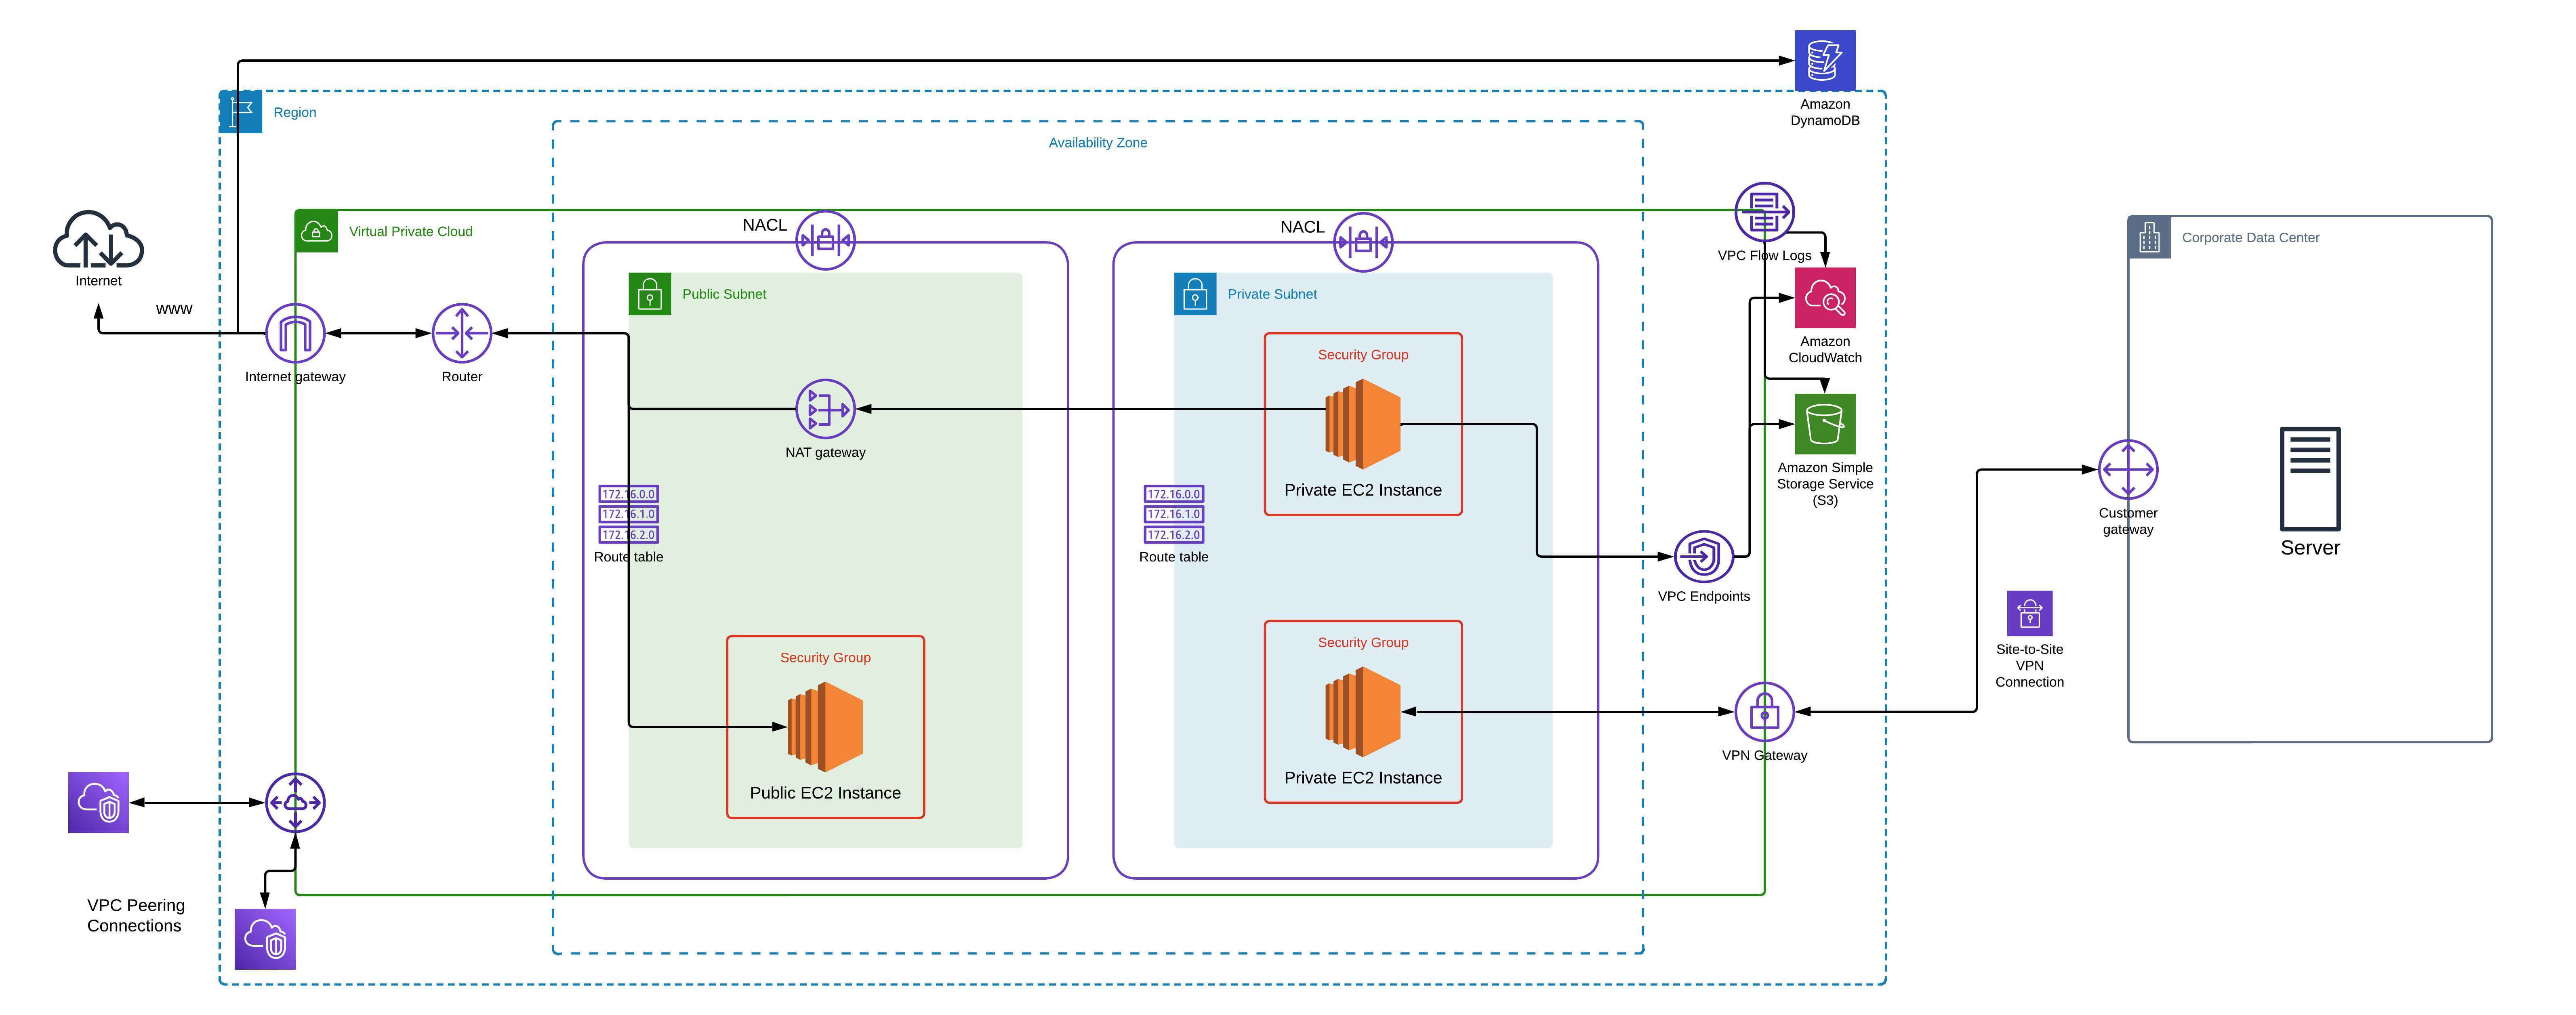 Amazon
DynamoDB
Region
Availability Zone
Internet
www
Virtual Private Cloud
Internet gateway
Router
NACL
Public Subnet
NAT gateway
172.16.0.0
172.16.1.0
172.16.2.0
Route table
Security Group
Public EC2 Instance
NACL
Private Subnet
Security Group
Private EC2 Instance
172.16.0.0
172.16.1.0
172.16.2.0
Route table
Security Group
Private EC2 Instance
VPC Flow Logs
Amazon
CloudWatch
Amazon Simple
Storage Service
(S3)
VPC Endpoints
VPN Gateway
Site-to-Site
VPN
Connection
Corporate Data Center
Customer
gateway
Server
VPC Peering
Connections